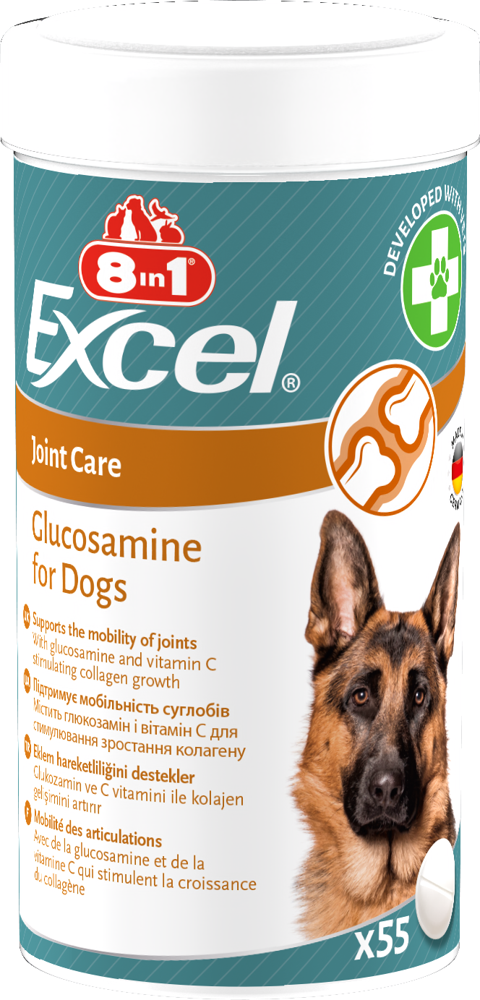 DEVELOPED WITH VETS
8in1®
Excel®
Joint Care
MADE IN
GERMANY
Glucosamine
for Dogs
UK Supports the mobility of joints
With glucosamine and vitamin C
stimulating collagen growth
UA Підтримує мобільність суглобів
Містить глюкозамін і вітамін С для
стимулювання зростання колагену
TR Eklem hareketliliğini destekler
Glukozamin ve C vitamini ile kolajen
gelişimini artırır
F Mobilité des articulations
Avec de la glucosamine et de la
vitamine C qui stimulent la croissance
du collagène
x55